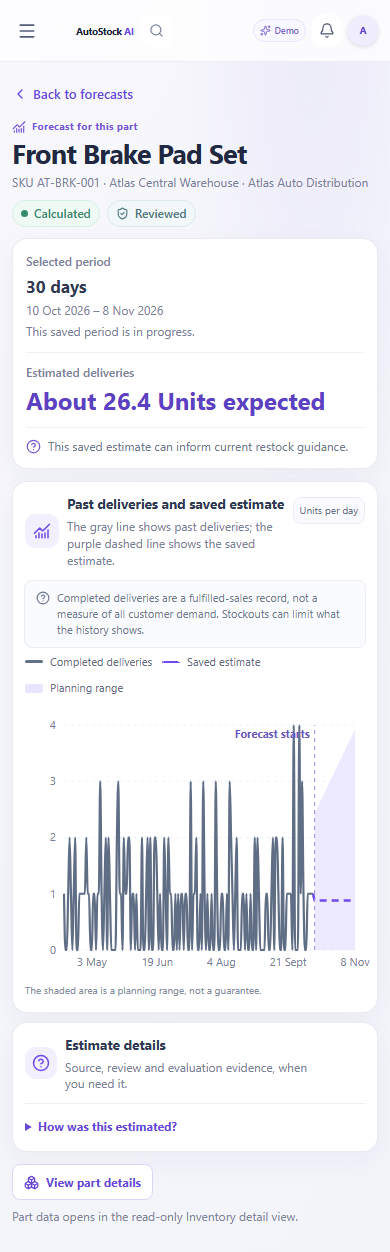 AutoStock AI
Demo
A
Back to forecasts
Forecast for this part
Front Brake Pad Set
SKU AT-BRK-001 · Atlas Central Warehouse · Atlas Auto Distribution
Calculated
Reviewed
Selected period
30 days
10 Oct 2026 – 8 Nov 2026
This saved period is in progress.
Estimated deliveries
About 26.4 Units expected
This saved estimate can inform current restock guidance.
Past deliveries and saved estimate
Units per day
The gray line shows past deliveries; the
purple dashed line shows the saved
estimate.
Completed deliveries are a fulfilled-sales record, not a
measure of all customer demand. Stockouts can limit what
the history shows.
Completed deliveries
Saved estimate
Planning range
4
Forecast starts
3
2
1
0
3 May
19 Jun
4 Aug
21 Sept
8 Nov
The shaded area is a planning range, not a guarantee.
Estimate details
Source, review and evaluation evidence, when
you need it.
How was this estimated?
View part details
Part data opens in the read-only Inventory detail view.